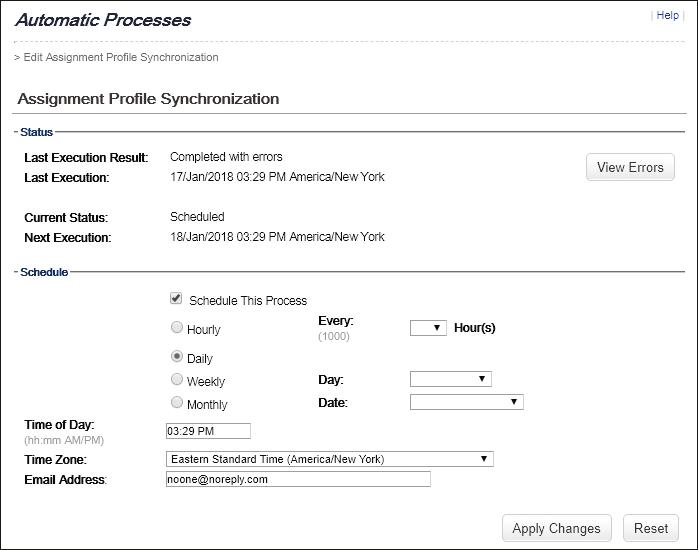 Automatic Processes
| Help |
> Edit Assignment Profile Synchronization
Assignment Profile Synchronization
Status
Last Execution Result: Completed with errors
View Errors
Last Execution: 17/Jan/2018 03:29 PM America/New York
Current Status: Scheduled
Next Execution: 18/Jan/2018 03:29 PM America/New York
Schedule
Schedule This Process
Hourly Every: Hour(s)
(1000)
Daily
Weekly Day:
Monthly Date:
Time of Day: 03:29 PM
(hh:mm AM/PM)
Time Zone: Eastern Standard Time (America/New York)
Email Address: noone@noreply.com
Apply Changes Reset